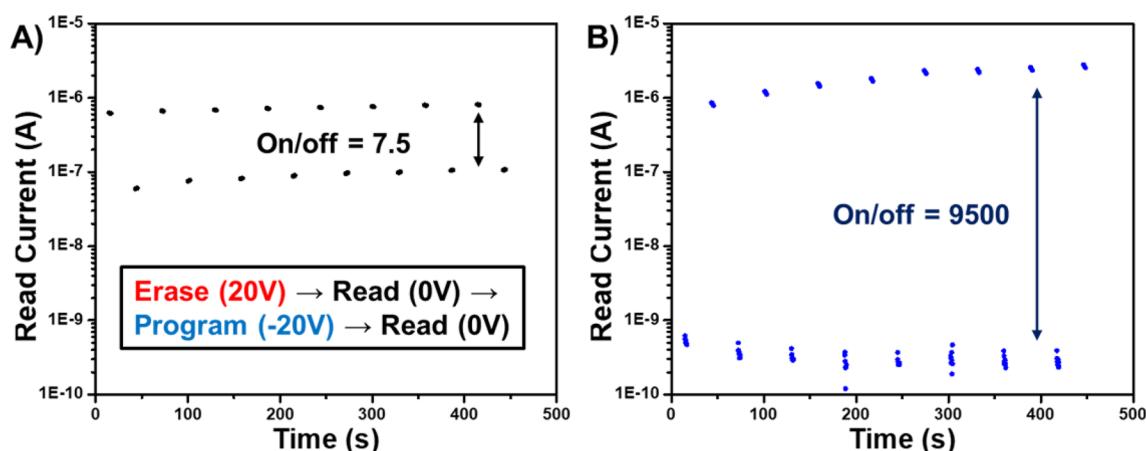 A)
Read Current (A)
1E-5
1E-6
1E-7
1E-8
1E-9
1E-10
On/off = 7.5
Erase (20V) → Read (0V) →
Program (-20V) → Read (0V)
0 100 200 300 400 500
Time (s)
B)
Read Current (A)
1E-5
1E-6
1E-7
1E-8
1E-9
1E-10
On/off = 9500
0 100 200 300 400 500
Time (s)